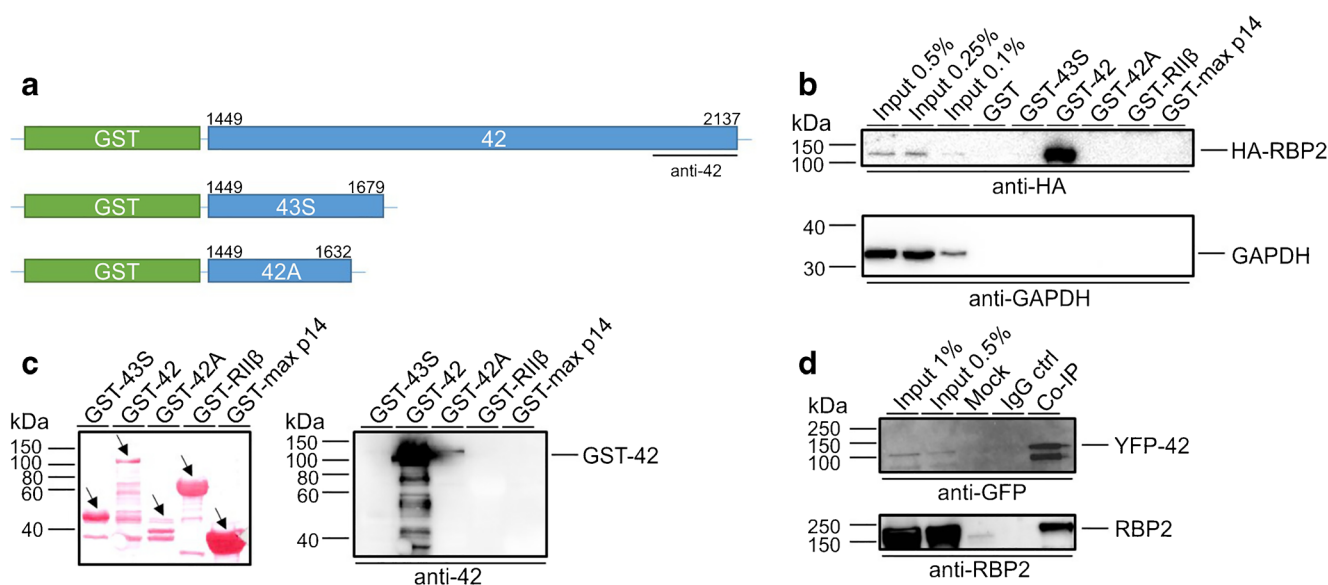 a
GST 1449 42 2137
anti-42
GST 1449 43S 1679
GST 1449 42A 1632
b
Input 0.5% Input 0.25% Input 0.1% GST GST-43S GST-42 GST-42A GST-RIIß GST-max p14
kDa
150
100
HA-RBP2
anti-HA
40
30
GAPDH
anti-GAPDH
c
GST-43S GST-42 GST-42A GST-RIIß GST-max p14
kDa
150
100
80
60
40
GST-43S GST-42 GST-42A GST-RIIß GST-max p14
kDa
150
100
80
60
40
GST-42
anti-42
d
Input 1% Input 0.5% Mock IgG ctrl Co-IP
kDa
250
150
100
YFP-42
anti-GFP
250
150
RBP2
anti-RBP2